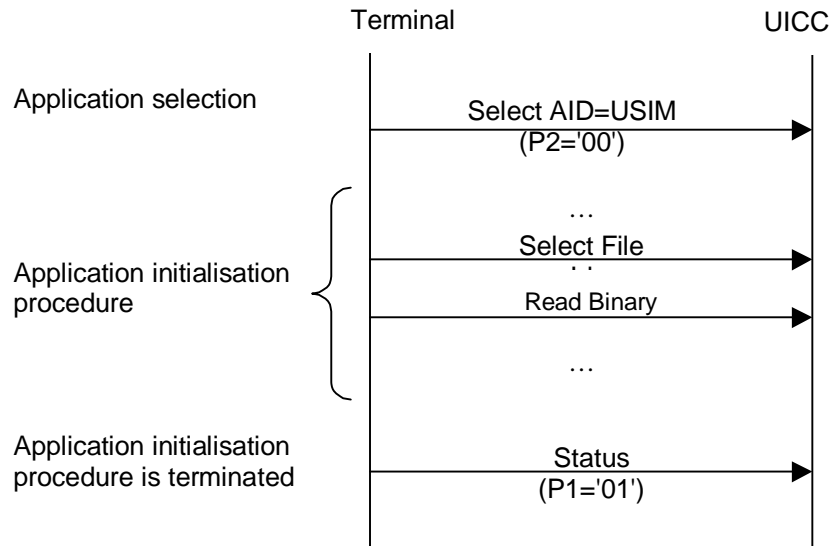 Terminal
UICC
Application selection
Select AID=USIM
(P2='00')
...
Select File
. .
Application initialisation
procedure
Read Binary
...
Application initialisation
procedure is terminated
Status
(P1='01')